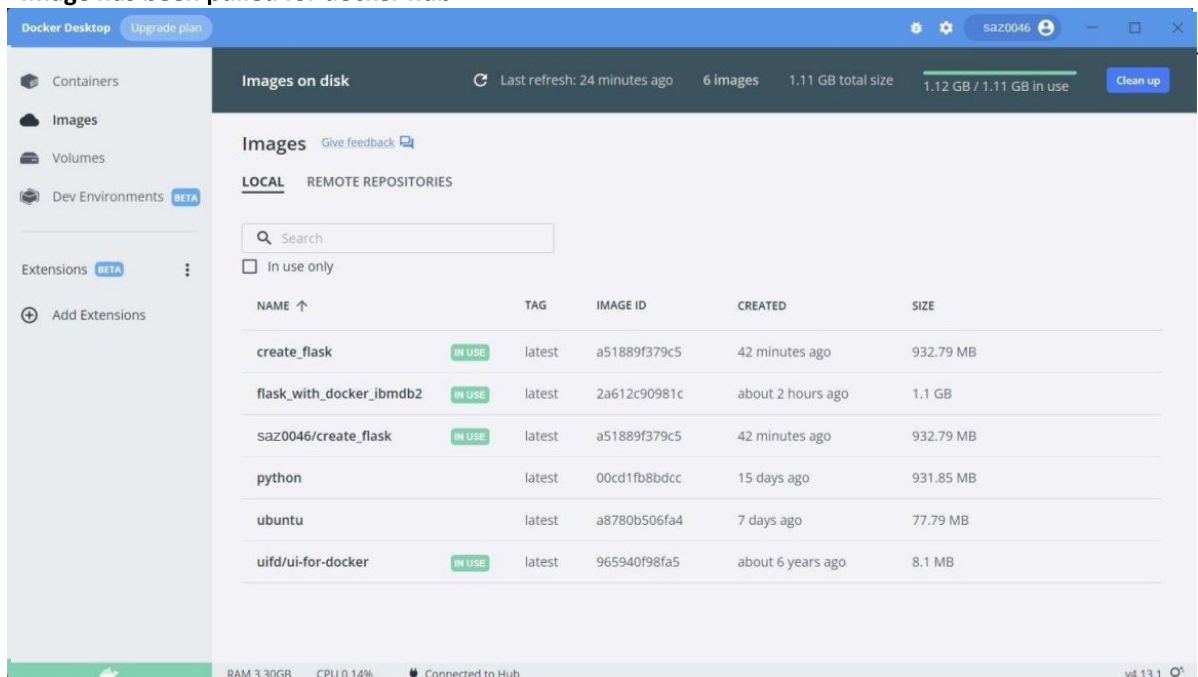 Image has been pulled for docker hub
Docker Desktop Upgrade plan saz0046
Containers
Images
Volumes
Dev Environments BETA
Extensions BETA
Add Extensions
Images on disk Last refresh: 24 minutes ago 6 images 1.11 GB total size 1.12 GB / 1.11 GB in use Clean up
Images Give feedback
LOCAL REMOTE REPOSITORIES
Search
In use only
NAME TAG IMAGE ID CREATED SIZE
create_flask IN USE latest a51889f379c5 42 minutes ago 932.79 MB
flask_with_docker_ibmdb2 IN USE latest 2a612c90981c about 2 hours ago 1.1 GB
saz0046/create_flask IN USE latest a51889f379c5 42 minutes ago 932.79 MB
python latest 00cd1fb8bdcc 15 days ago 931.85 MB
ubuntu latest a8780b506fa4 7 days ago 77.79 MB
uifd/ui-for-docker IN USE latest 965940f98fa5 about 6 years ago 8.1 MB
RAM 3.30GB CPU 0.14% Connected to Hub v4.13.1